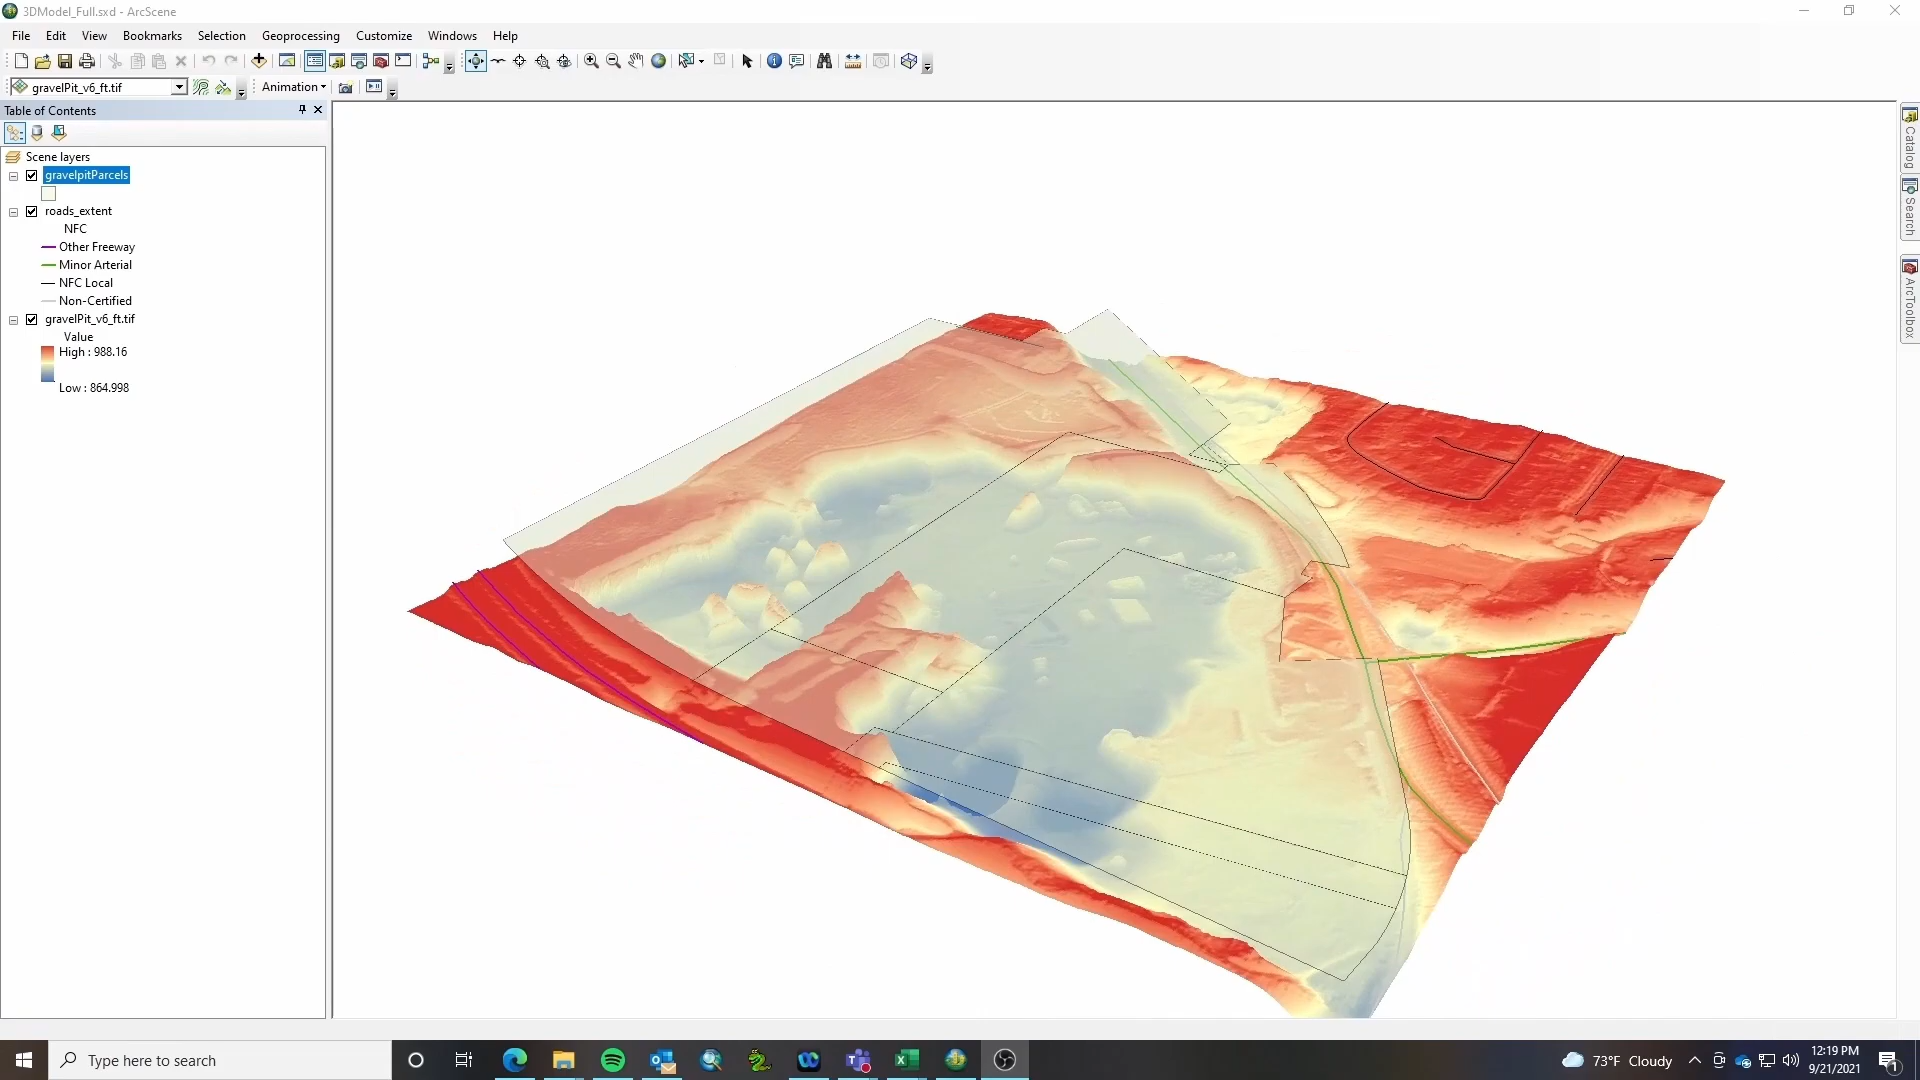 3DModel_Full.sxd - ArcScene
File Edit View Bookmarks Selection Geoprocessing Customize Windows Help
gravelPit_v6_ft.tif Animation
Table of Contents
Scene layers
gravelpitParcels
roads_extent
NFC
Other Freeway
Minor Arterial
NFC Local
Non-Certified
gravelPit_v6_ft.tif
Value
High : 988.16
Low : 864.998
Catalog
Search
ArcToolbox
Type here to search
73°F Cloudy
12:19 PM
9/21/2021
1